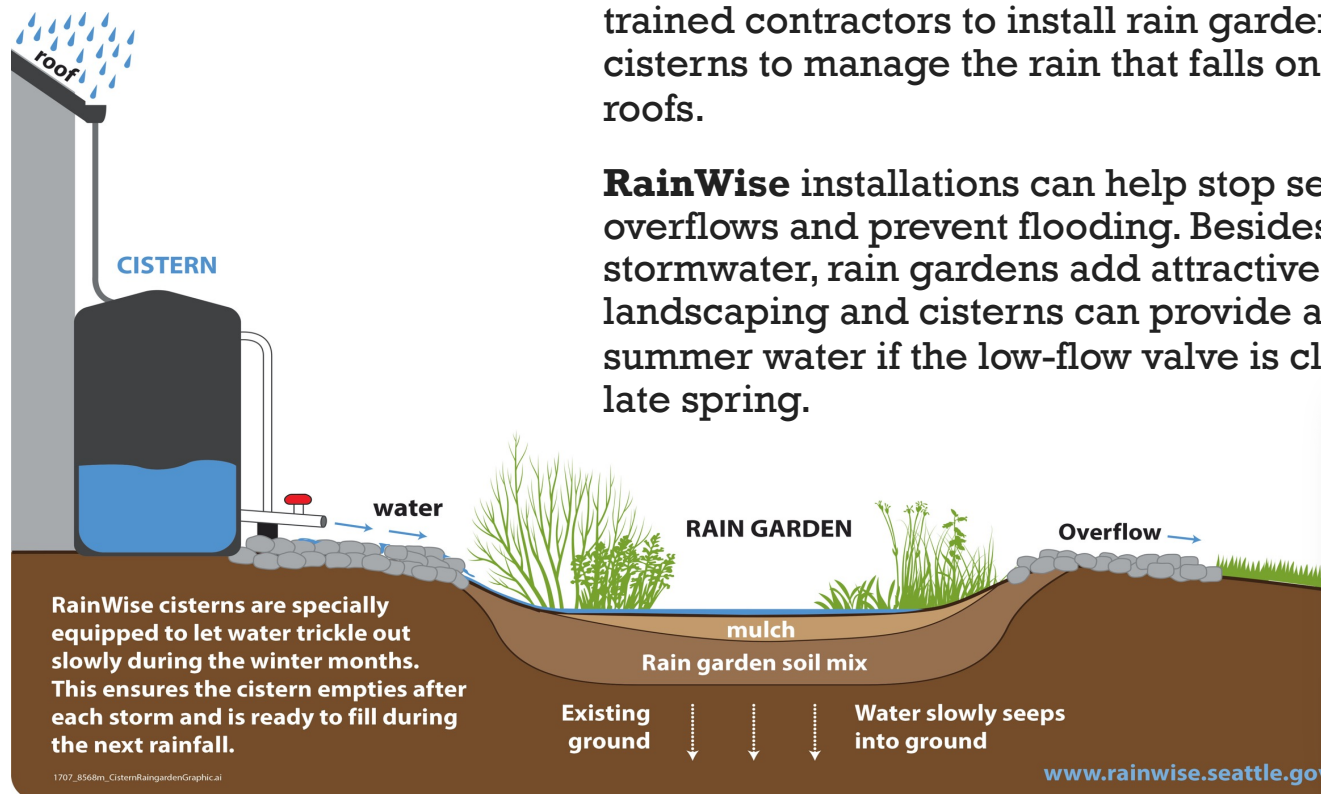 trained contractors to install rain garden
cisterns to manage the rain that falls on
roofs.
RainWise installations can help stop se
overflows and prevent flooding. Besides
stormwater, rain gardens add attractive
landscaping and cisterns can provide a
summer water if the low-flow valve is cl
late spring.
roof
CISTERN
water
RAIN GARDEN
Overflow
mulch
Rain garden soil mix
RainWise cisterns are specially
equipped to let water trickle out
slowly during the winter months.
This ensures the cistern empties after
each storm and is ready to fill during
the next rainfall.
Existing
ground
Water slowly seeps
into ground
1707_8568m_CisternRaingardenGraphic.ai
www.rainwise.seattle.gov